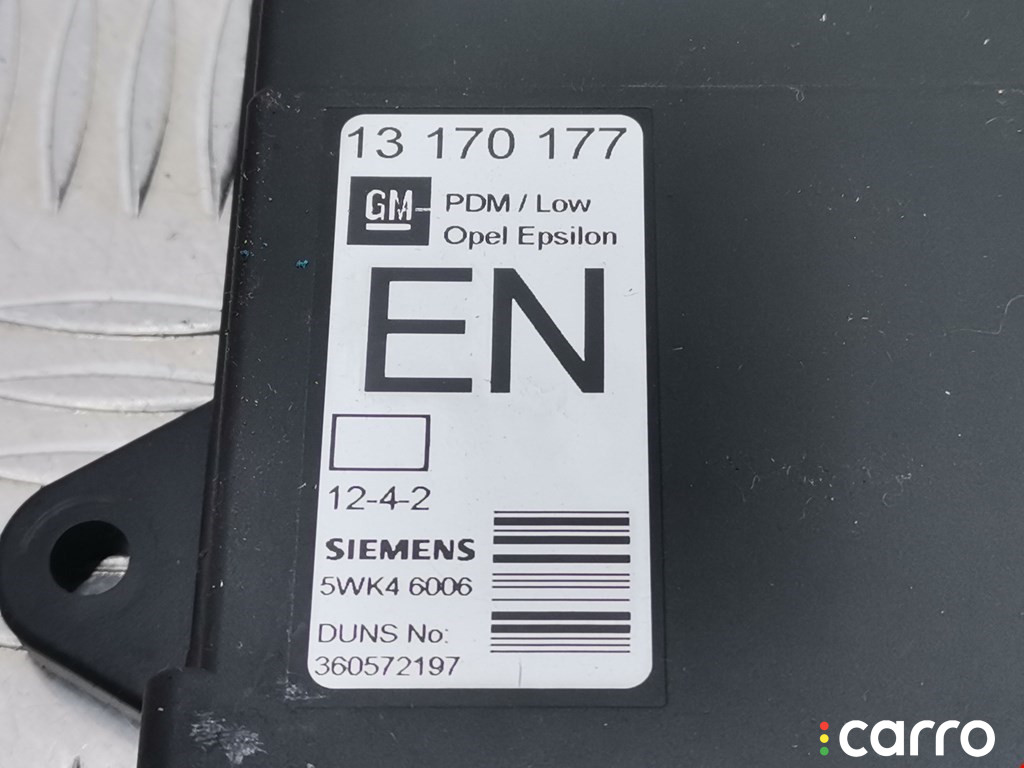 13 170 177
GM PDM / Low
Opel Epsilon
EN
12-4-2
SIEMENS
5WK4 6006
DUNS No:
360572197
carro